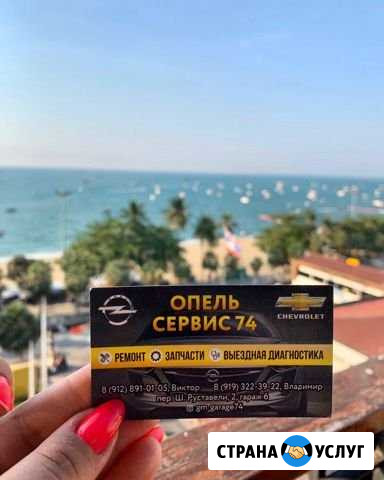 ОПЕЛЬ
СЕРВИС 74
CHEVROLET
РЕМОНТ ЗАПЧАСТИ ВЫЕЗДНАЯ ДИАГНОСТИКА
8 (912) 891-01-05, Виктор 8 (919) 322-39-22, Владимир
пер. Ш. Руставели, 2, гараж 6
gm_garage74
СТРАНА УСЛУГ